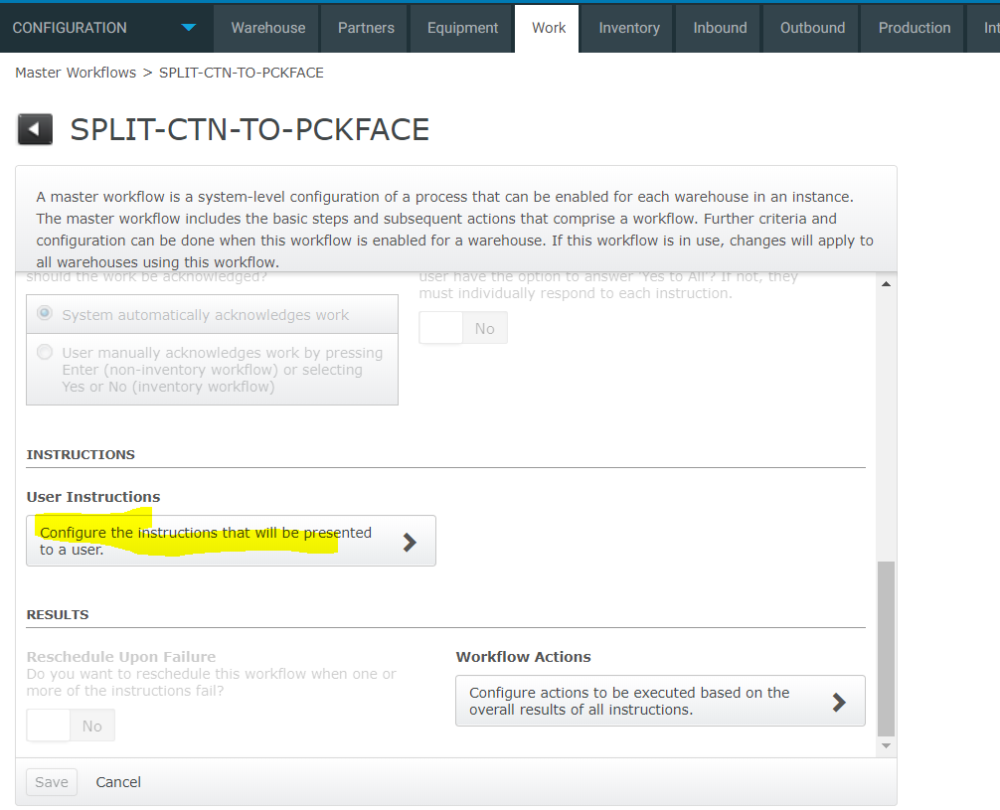 CONFIGURATION Warehouse Partners Equipment Work Inventory Inbound Outbound Production Int
Master Workflows > SPLIT-CTN-TO-PCKFACE
SPLIT-CTN-TO-PCKFACE
A master workflow is a system-level configuration of a process that can be enabled for each warehouse in an instance.
The master workflow includes the basic steps and subsequent actions that comprise a workflow. Further criteria and
configuration can be done when this workflow is enabled for a warehouse. If this workflow is in use, changes will apply to
all warehouses using this workflow.
should the work be acknowledged?
System automatically acknowledges work
User manually acknowledges work by pressing
Enter (non-inventory workflow) or selecting
Yes or No (inventory workflow)
user have the option to answer 'Yes to All'? If not, they
must individually respond to each instruction.
No
INSTRUCTIONS
User Instructions
Configure the instructions that will be presented
to a user.
RESULTS
Reschedule Upon Failure
Do you want to reschedule this workflow when one or
more of the instructions fail?
No
Workflow Actions
Configure actions to be executed based on the
overall results of all instructions.
Save Cancel